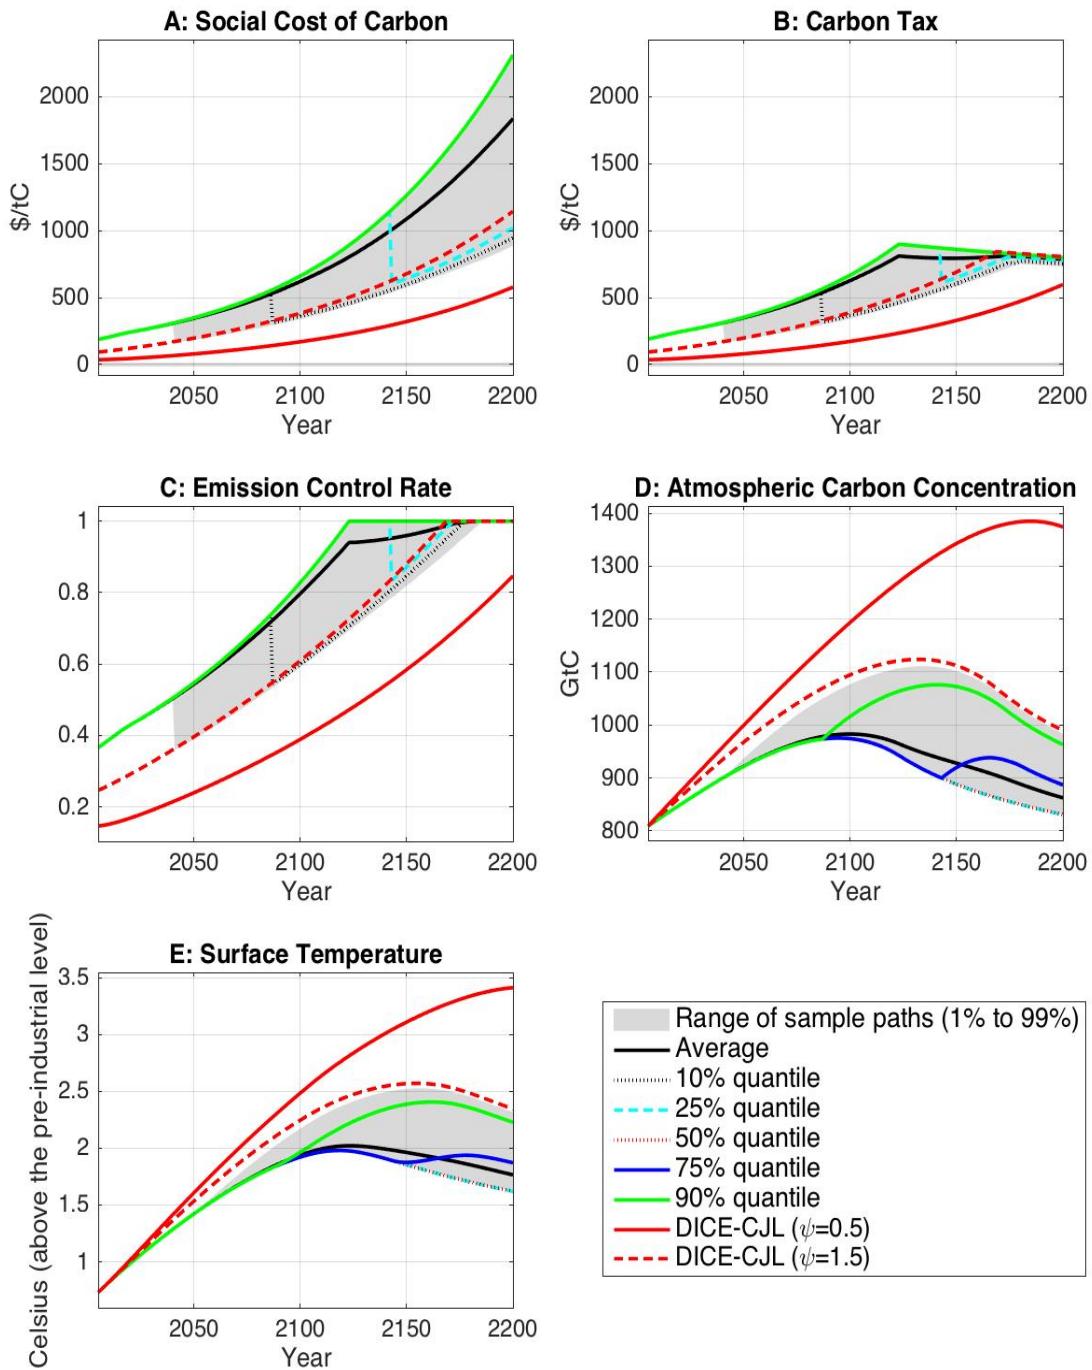 A: Social Cost of Carbon
$/tC
2000
1500
1000
500
0
2050
2100
2150
2200
Year
B: Carbon Tax
$/tC
2000
1500
1000
500
0
2050
2100
2150
2200
Year
C: Emission Control Rate
1
0.8
0.6
0.4
0.2
2050
2100
2150
2200
Year
D: Atmospheric Carbon Concentration
GtC
1400
1300
1200
1100
1000
900
800
2050
2100
2150
2200
Year
E: Surface Temperature
Celsius (above the pre-industrial level)
3.5
3
2.5
2
1.5
1
2050
2100
2150
2200
Year
Range of sample paths (1% to 99%)
Average
10% quantile
25% quantile
50% quantile
75% quantile
90% quantile
DICE-CJL (ψ=0.5)
DICE-CJL (ψ=1.5)